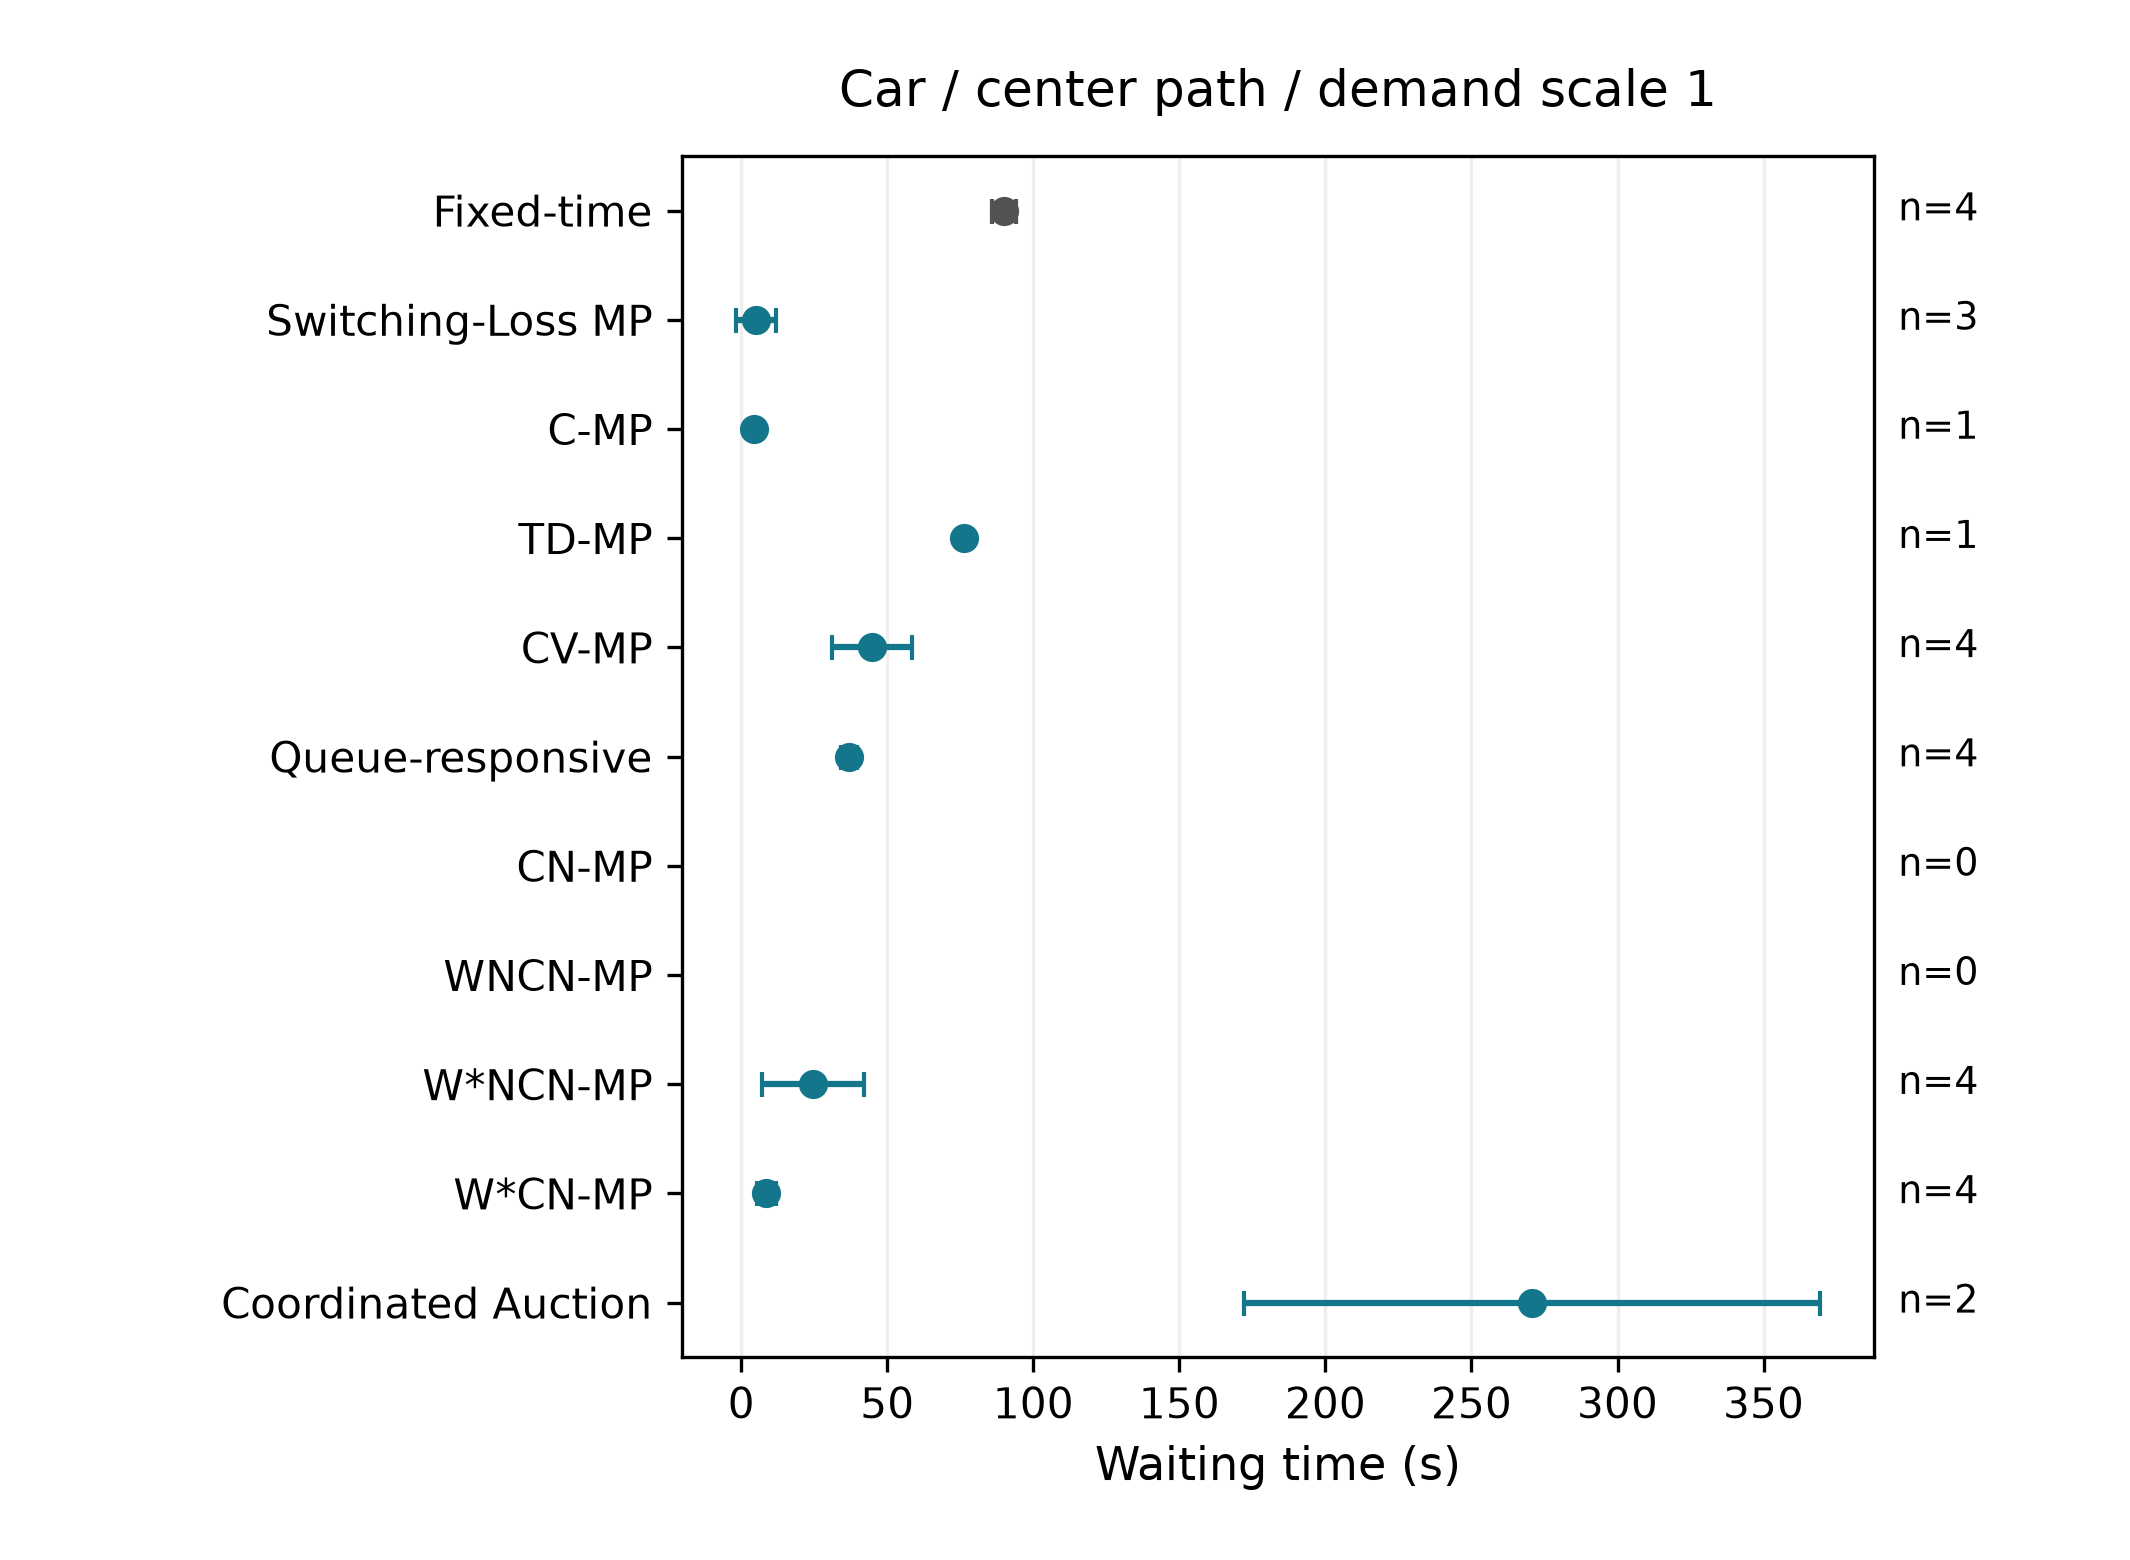 Car / center path / demand scale 1
Fixed-time n=4
Switching-Loss MP n=3
C-MP n=1
TD-MP n=1
CV-MP n=4
Queue-responsive n=4
CN-MP n=0
WNCN-MP n=0
W*NCN-MP n=4
W*CN-MP n=4
Coordinated Auction n=2
0 50 100 150 200 250 300 350
Waiting time (s)